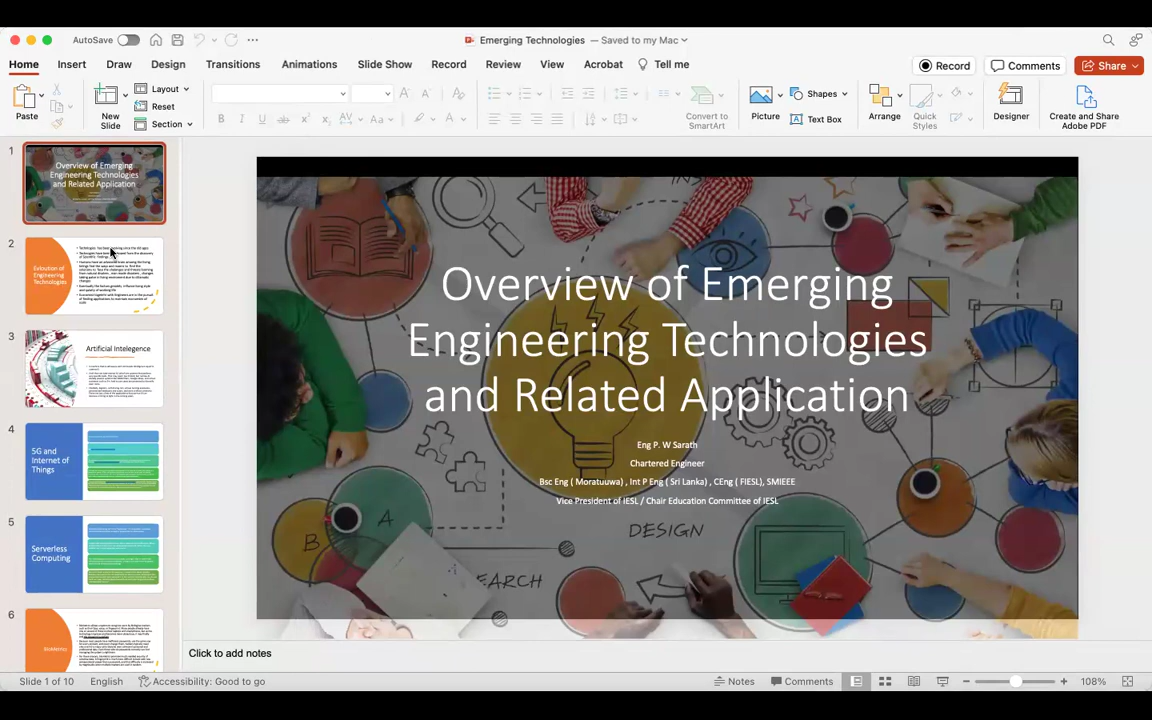 AutoSave
Emerging Technologies — Saved to my Mac
Home Insert Draw Design Transitions Animations Slide Show Record Review View Acrobat Tell me
Record Comments Share
Paste
New Slide
Layout
Reset
Section
Convert to SmartArt
Picture
Shapes
Text Box
Arrange
Quick Styles
Designer
Create and Share Adobe PDF
1
Overview of Emerging
Engineering Technologies
and Related Application
2
Engineering
Technologies
3
Artificial Intelegence
4
5G and
Internet of
Things
5
Serverless
Computing
6
Overview of Emerging
Engineering Technologies
and Related Application
Eng P. W Sarath
Chartered Engineer
Bsc Eng ( Moratuuwa) , Int P Eng ( Sri Lanka) , CEng ( FIESL), SMIEEE
Vice President of IESL / Chair Education Committee of IESL
A
B
DESIGN
EARCH
Click to add notes
Slide 1 of 10 English Accessibility: Good to go Notes Comments 108%